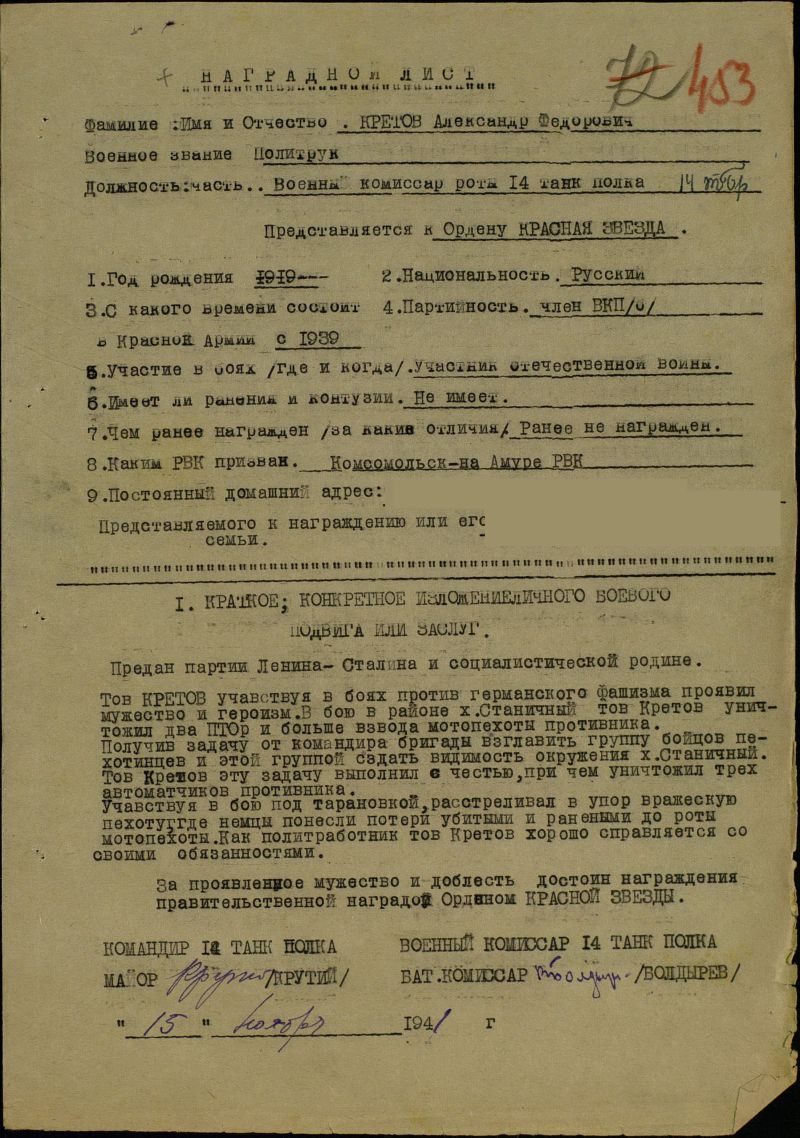 НАГРАДНОЙ ЛИСТ
72 453
Фамилие :Имя и Отчество . КРЕТОВ Александр Федорович
Военное звание Политрук
Должность:часть.. Военный комиссар роты 14 танк полка 14 тбр
Представляется к Ордену КРАСНАЯ ЗВЕЗДА .
1.Год рождения 1919---
2.Национальность. Русский
3.С какого времени состоит
4.Партийность. член ВКП/б/
в Красной Армии с 1939
5.Участие в боях /где и когда/.Участник отечественной войны.
6.Имеет ли ранения и контузии. Не имеет.
7.Чем ранее награжден /за какие отличия/ Ранее не награжден.
8.Каким РВК призван. Комсомольск-на Амуре РВК
9.Постоянный домашний адрес:
Представляемого к награждению или его
семьи.
I. КРАТКОЕ; КОНКРЕТНОЕ ИЗЛОЖЕНИЕЛИЧНОГО БОЕВОГО
ПОДВИГА ИЛИ ЗАСЛУГ.
Предан партии Ленина-Сталина и социалистической родине.
Тов КРЕТОВ учавствуя в боях против германского фашизма проявил
мужество и героизм.В бою в районе х.Станичный тов Кретов унич-
тожил два ПТОр и больше взвода мотопехоты противника.
Получив задачу от командира бригады взглавить группу бойцов пе-
хотинцев и этой группой сздать видимость окружения х.Станичный.
Тов Кретов эту задачу выполнил с честью,при чем уничтожил трех
автоматчиков противника.
Учавствуя в бою под тарановкой,расстреливал в упор вражескую
пехотуггде немцы понесли потери убитыми и ранеными до роты
мотопехоты.Как политработник тов Кретов хорошо справляется со
своими обязанностями.
За проявленное мужество и доблесть достоин награждения
правительственной наградой Орденом КРАСНОЙ ЗВЕЗДЫ.
КОМАНДИР 14 ТАНК ПОЛКА
МАЙОР /КРУТИЙ/
ВОЕННЫЙ КОМИССАР 14 ТАНК ПОЛКА
БАТ.КОМИССАР /БОЛДЫРЕВ/
" 15 " ноября 1941 г